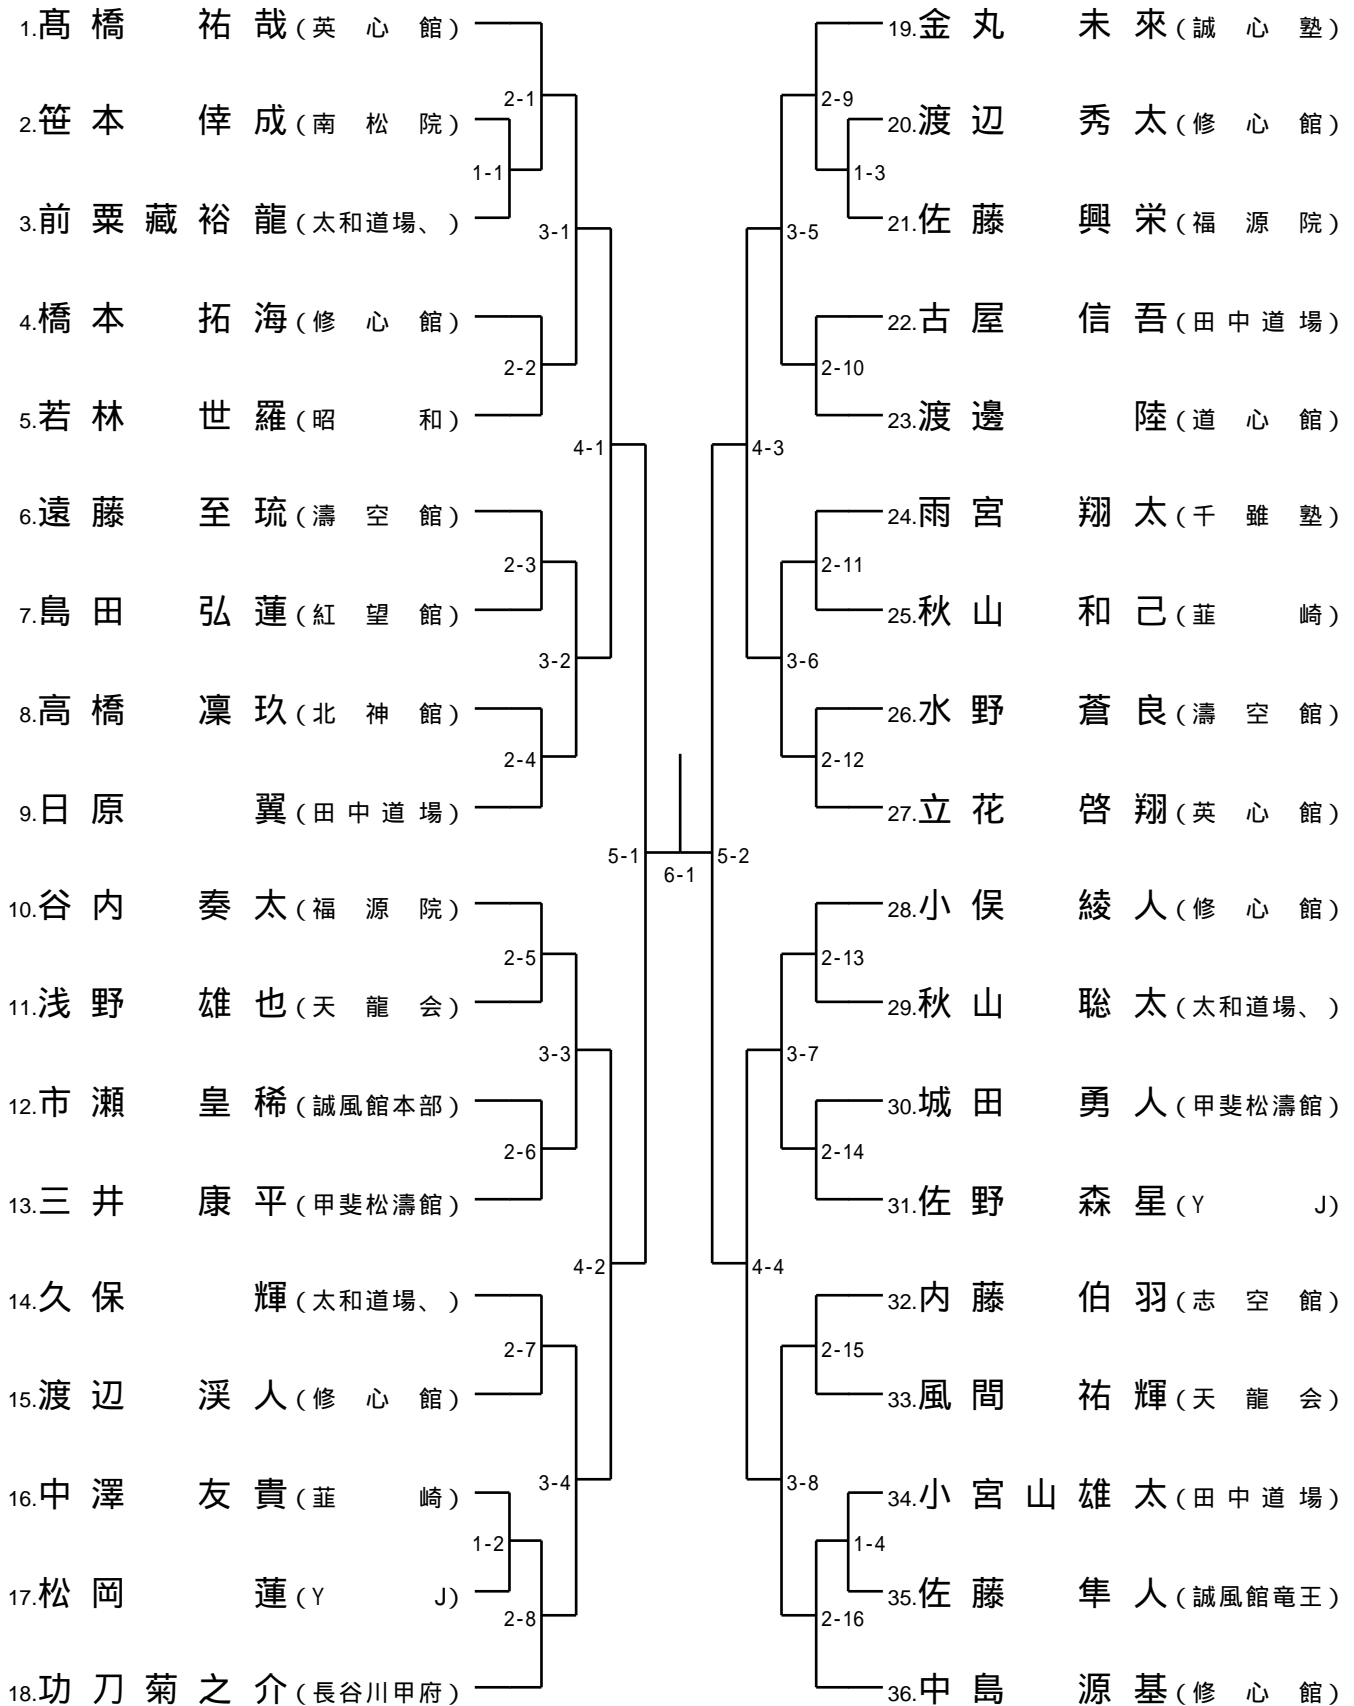 1.髙橋 祐哉(英心館)
2-1
2.笹本 倖成(南松院)
1-1
3.前粟藏裕龍(太和道場、)
3-1
4.橋本 拓海(修心館)
2-2
5.若林 世羅(昭和)
4-1
6.遠藤 至琉(濤空館)
2-3
7.島田 弘蓮(紅望館)
3-2
8.高橋 凜玖(北神館)
2-4
9.日原 翼(田中道場)
5-1
10.谷内 奏太(福源院)
2-5
11.浅野 雄也(天龍会)
3-3
12.市瀬 皇稀(誠風館本部)
2-6
13.三井 康平(甲斐松濤館)
4-2
14.久保 輝(太和道場、)
2-7
15.渡辺 渓人(修心館)
3-4
16.中澤 友貴(韮崎)
1-2
17.松岡 蓮(YJ)
2-8
18.功刀菊之介(長谷川甲府)
6-1
19.金丸 未來(誠心塾)
2-9
20.渡辺 秀太(修心館)
1-3
21.佐藤 興栄(福源院)
3-5
22.古屋 信吾(田中道場)
2-10
23.渡邊 陸(道心館)
4-3
24.雨宮 翔太(千雖塾)
2-11
25.秋山 和己(韮崎)
3-6
26.水野 蒼良(濤空館)
2-12
27.立花 啓翔(英心館)
5-2
28.小俣 綾人(修心館)
2-13
29.秋山 聡太(太和道場、)
3-7
30.城田 勇人(甲斐松濤館)
2-14
31.佐野 森星(YJ)
4-4
32.内藤 伯羽(志空館)
2-15
33.風間 祐輝(天龍会)
3-8
34.小宮山雄太(田中道場)
1-4
35.佐藤 隼人(誠風館竜王)
2-16
36.中島 源基(修心館)